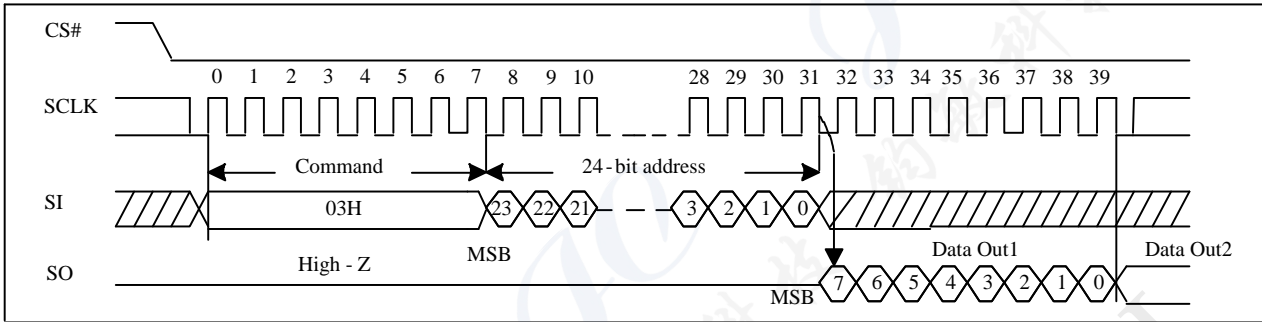 CS#
0 1 2 3 4 5 6 7 8 9 10 28 29 30 31 32 33 34 35 36 37 38 39
SCLK
Command 24-bit address
SI 03H 23 22 21 3 2 1 0
MSB Data Out1 Data Out2
High - Z
SO 7 6 5 4 3 2 1 0
MSB